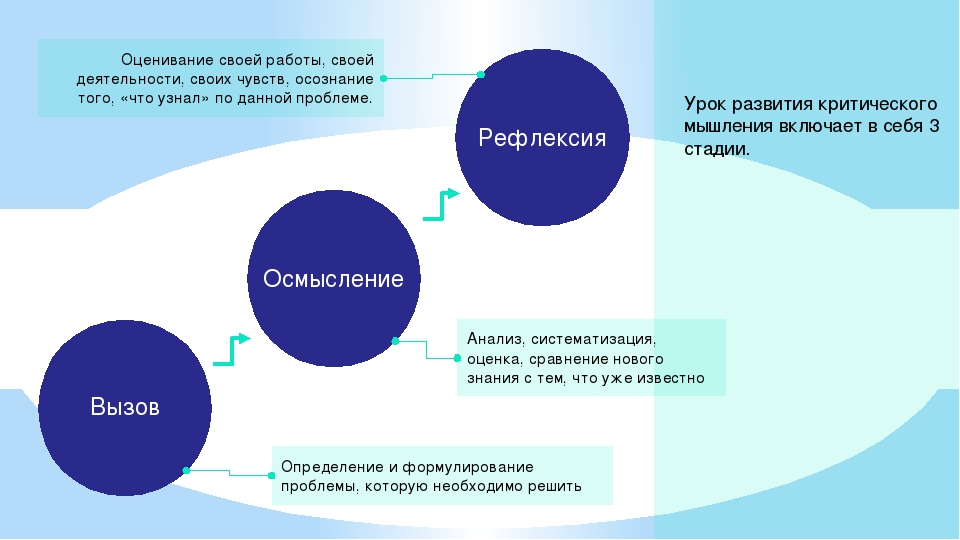 Оценивание своей работы, своей
деятельности, своих чувств, осознание
того, «что узнал» по данной проблеме.
Рефлексия
Урок развития критического
мышления включает в себя 3
стадии.
Осмысление
Анализ, систематизация,
оценка, сравнение нового
знания с тем, что уже известно
Вызов
Определение и формулирование
проблемы, которую необходимо решить